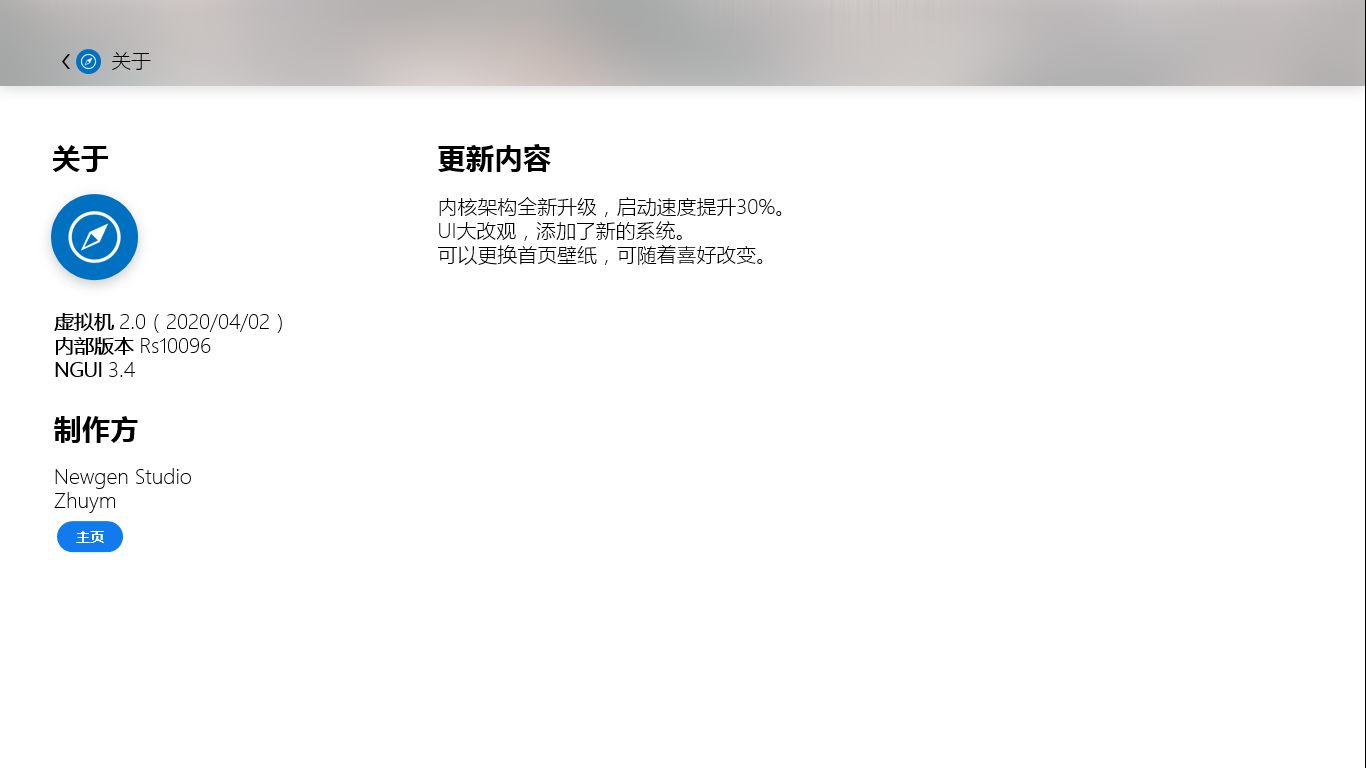 关于
关于
虚拟机 2.0（2020/04/02）
内部版本 Rs10096
NGUI 3.4
制作方
Newgen Studio
Zhuym
主页
更新内容
内核架构全新升级，启动速度提升30%。
UI大改观，添加了新的系统。
可以更换首页壁纸，可随着喜好改变。